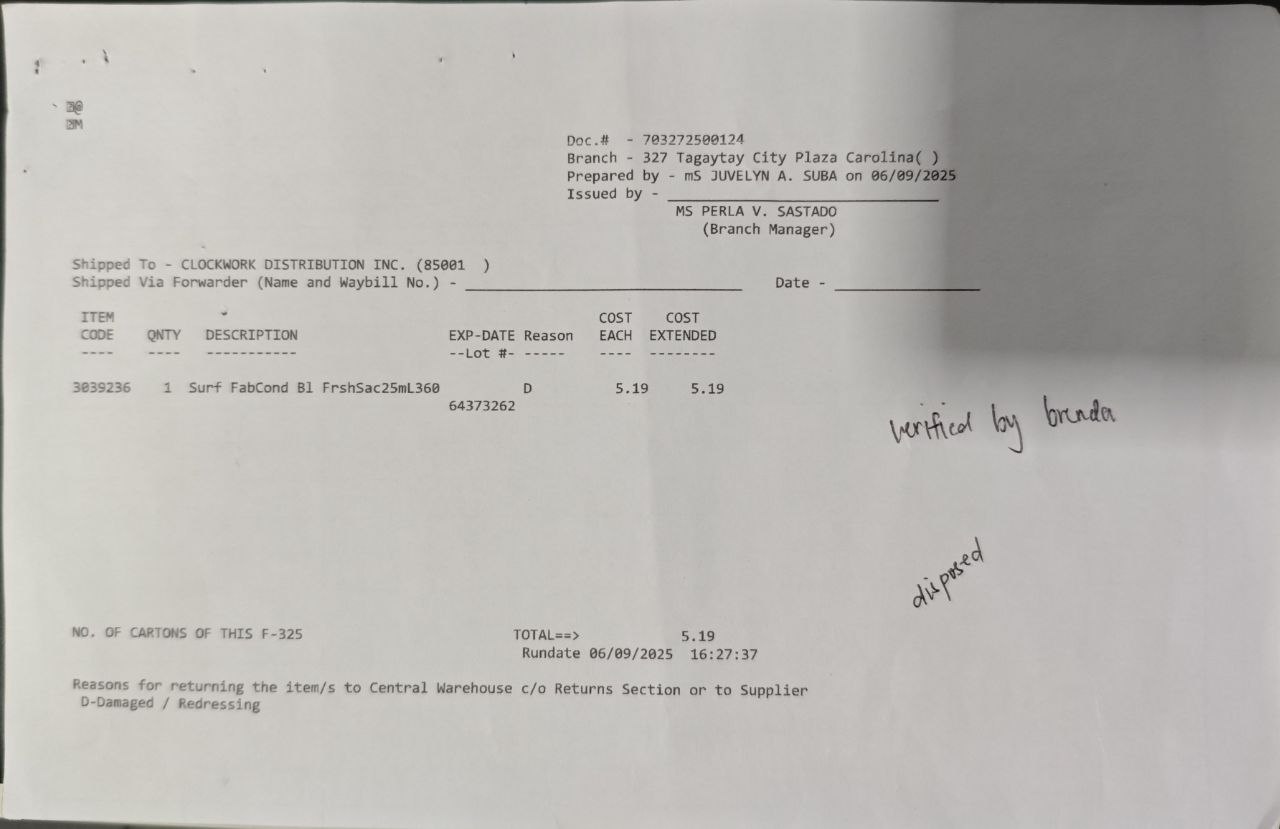 @
M
Doc.# - 703272500124
Branch - 327 Tagaytay City Plaza Carolina( )
Prepared by - mS JUVELYN A. SUBA on 06/09/2025
Issued by - ______________________________
MS PERLA V. SASTADO
(Branch Manager)
Shipped To - CLOCKWORK DISTRIBUTION INC. (85001 )
Shipped Via Forwarder (Name and Waybill No.) - ______________________________ Date - ________________
ITEM COST COST
CODE QNTY DESCRIPTION EXP-DATE Reason EACH EXTENDED
---- ---- ----------- --Lot #- ----- ---- --------
3039236 1 Surf FabCond Bl FrshSac25mL360 D 5.19 5.19
64373262
verified by brenda
disposed
NO. OF CARTONS OF THIS F-325 TOTAL==> 5.19
Rundate 06/09/2025 16:27:37
Reasons for returning the item/s to Central Warehouse c/o Returns Section or to Supplier
D-Damaged / Redressing